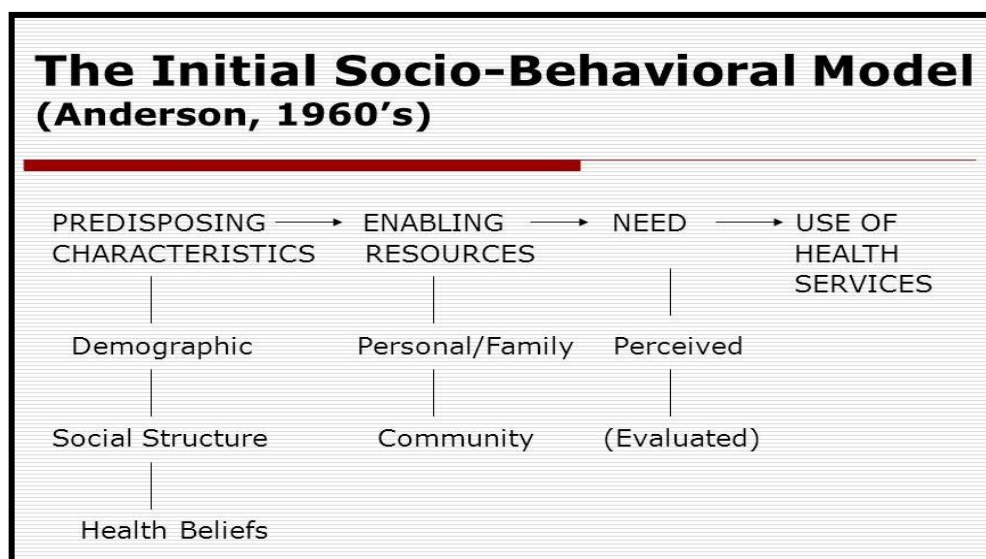 The Initial Socio-Behavioral Model
(Anderson, 1960’s)
PREDISPOSING CHARACTERISTICS
ENABLING RESOURCES
NEED
USE OF HEALTH SERVICES
Demographic
Personal/Family
Perceived
Social Structure
Community
(Evaluated)
Health Beliefs